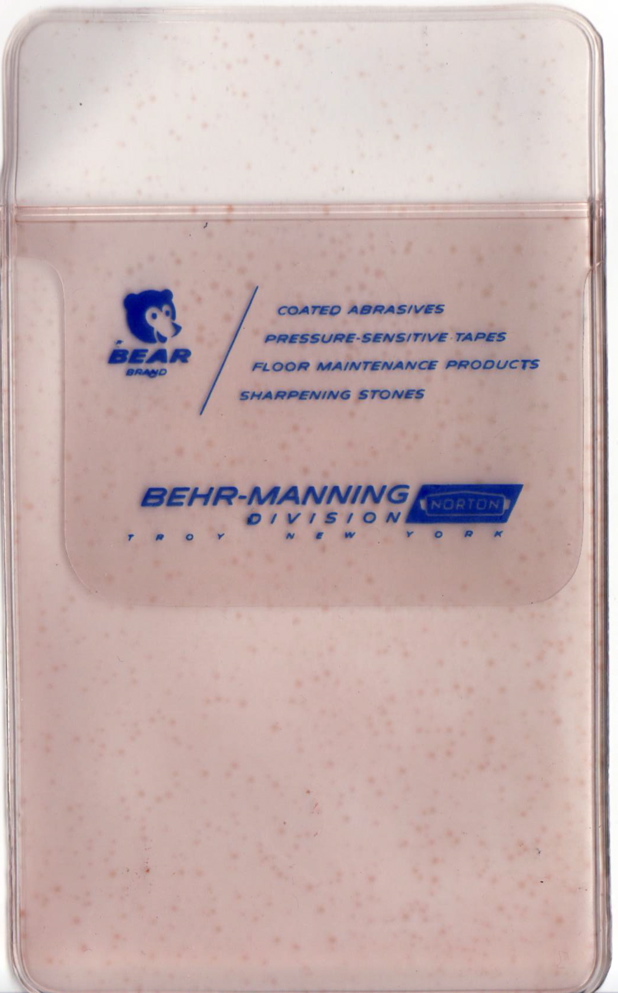 BEAR
BRAND
COATED ABRASIVES
PRESSURE-SENSITIVE TAPES
FLOOR MAINTENANCE PRODUCTS
SHARPENING STONES
BEHR-MANNING
DIVISION
NORTON
TROY NEW YORK